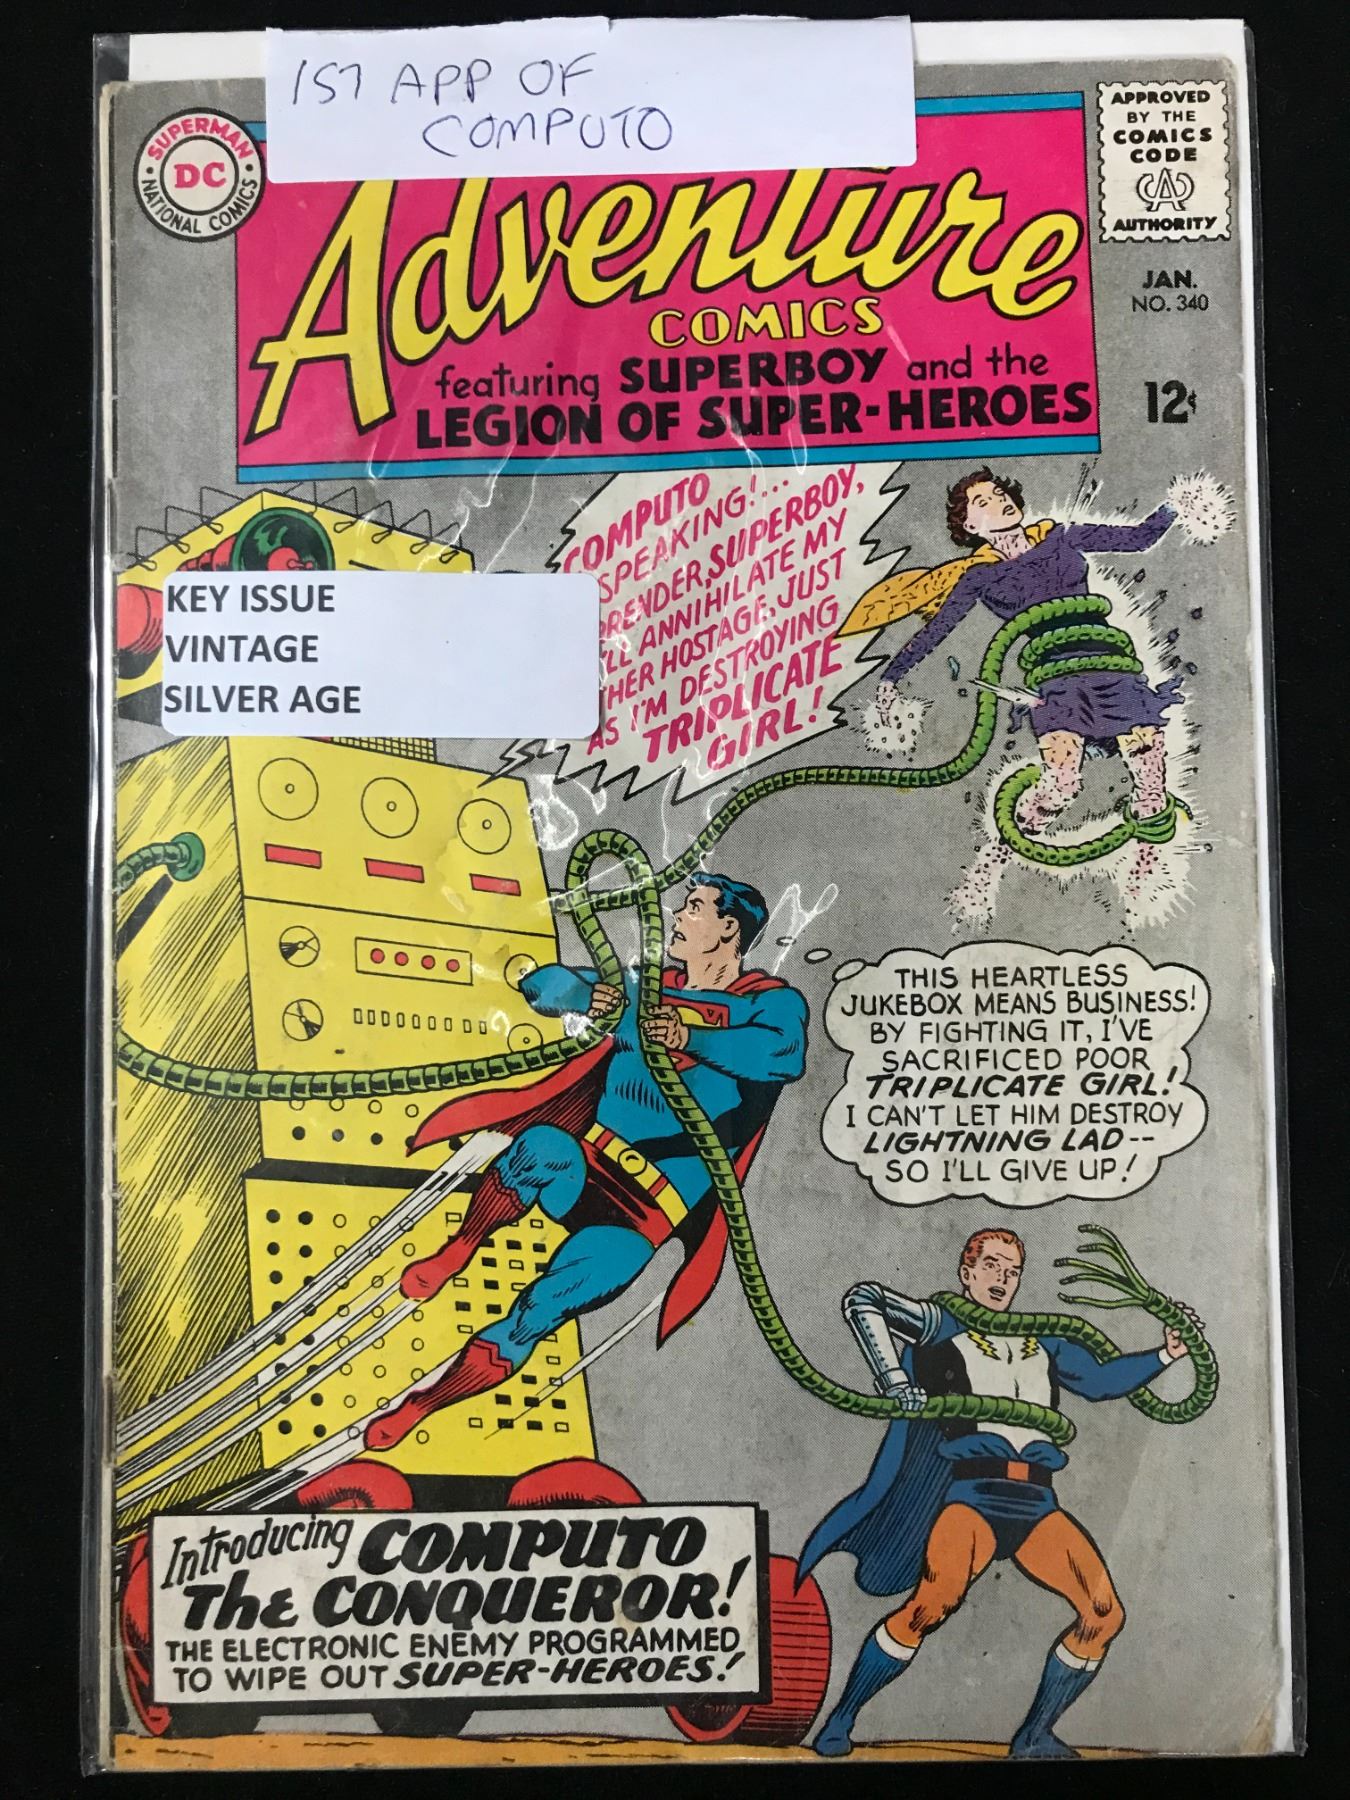 1ST APP OF
COMPUTO
SUPERMAN
DC
NATIONAL COMICS
APPROVED
BY THE
COMICS
CODE
CA
AUTHORITY
Adventure
COMICS
JAN.
NO. 340
featuring SUPERBOY and the
LEGION OF SUPER-HEROES
12¢
COMPUTO
SPEAKING!...
SUPERBOY,
ANNIHILATE MY
HOSTAGE, JUST
AS I'M DESTROYING
TRIPLICATE
GIRL!
KEY ISSUE
VINTAGE
SILVER AGE
THIS HEARTLESS
JUKEBOX MEANS BUSINESS!
BY FIGHTING IT, I'VE
SACRIFICED POOR
TRIPLICATE GIRL!
I CAN'T LET HIM DESTROY
LIGHTNING LAD--
SO I'LL GIVE UP!
Introducing COMPUTO
The CONQUEROR!
THE ELECTRONIC ENEMY PROGRAMMED
TO WIPE OUT SUPER-HEROES!